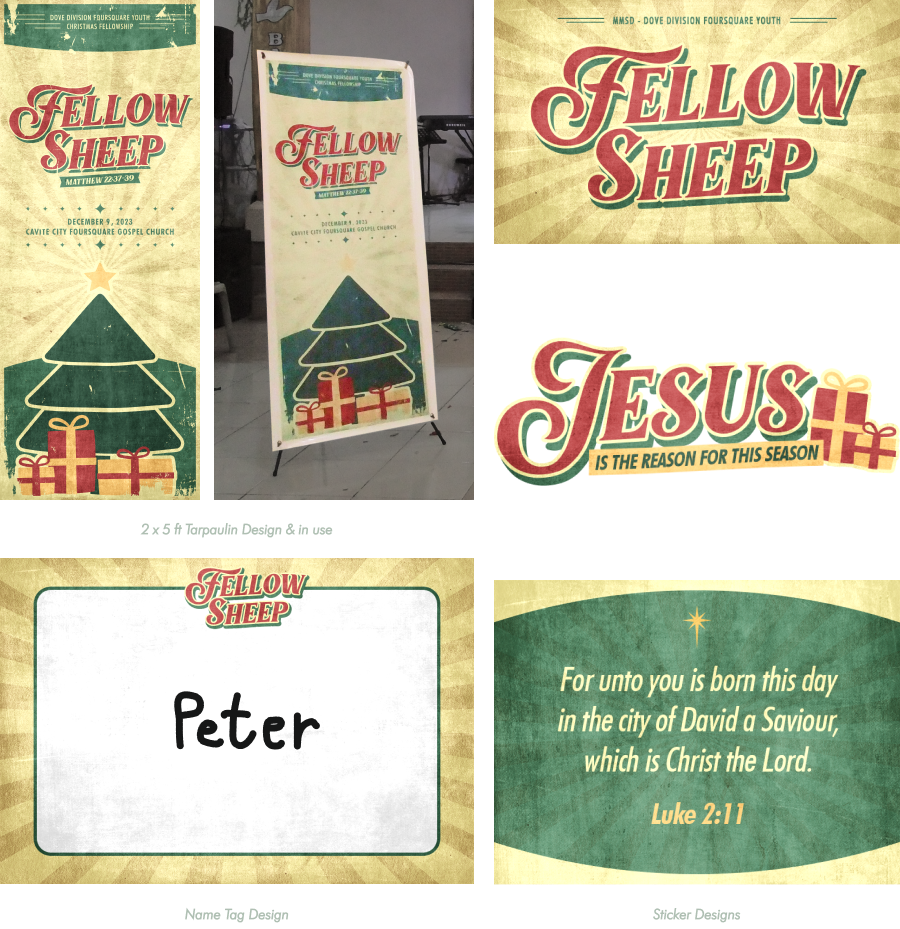 DOVE DIVISION FOURSQUARE YOUTH
CHRISTMAS FELLOWSHIP
FELLOW
SHEEP
MATTHEW 22:37-39
DECEMBER 9, 2023
CAVITE CITY FOURSQUARE GOSPEL CHURCH
DOVE DIVISION FOURSQUARE YOUTH
CHRISTMAS FELLOWSHIP
FELLOW
SHEEP
MATTHEW 22:37-39
DECEMBER 9, 2023
CAVITE CITY FOURSQUARE GOSPEL CHURCH
2 x 5 ft Tarpaulin Design & in use
MMSD - DOVE DIVISION FOURSQUARE YOUTH
FELLOW
SHEEP
JESUS
IS THE REASON FOR THIS SEASON
FELLOW
SHEEP
Peter
Name Tag Design
For unto you is born this day
in the city of David a Saviour,
which is Christ the Lord.
Luke 2:11
Sticker Designs